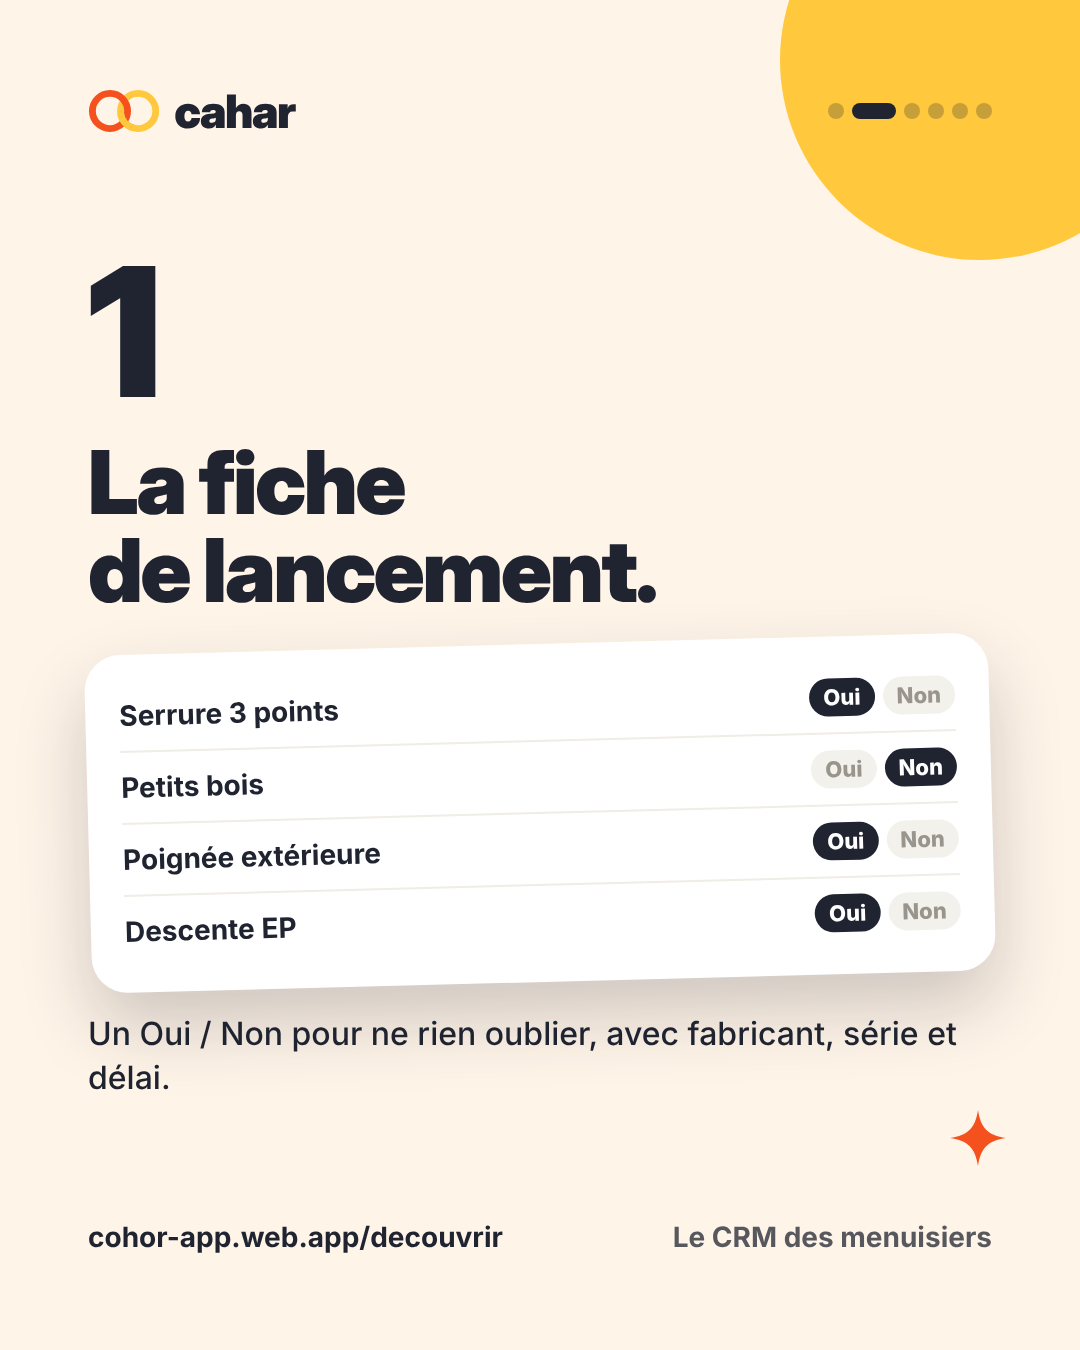 cahar
1
La fiche
de lancement.
Serrure 3 points Oui Non
Petits bois Oui Non
Poignée extérieure Oui Non
Descente EP Oui Non
Un Oui / Non pour ne rien oublier, avec fabricant, série et
délai.
cohor-app.web.app/decouvrir Le CRM des menuisiers